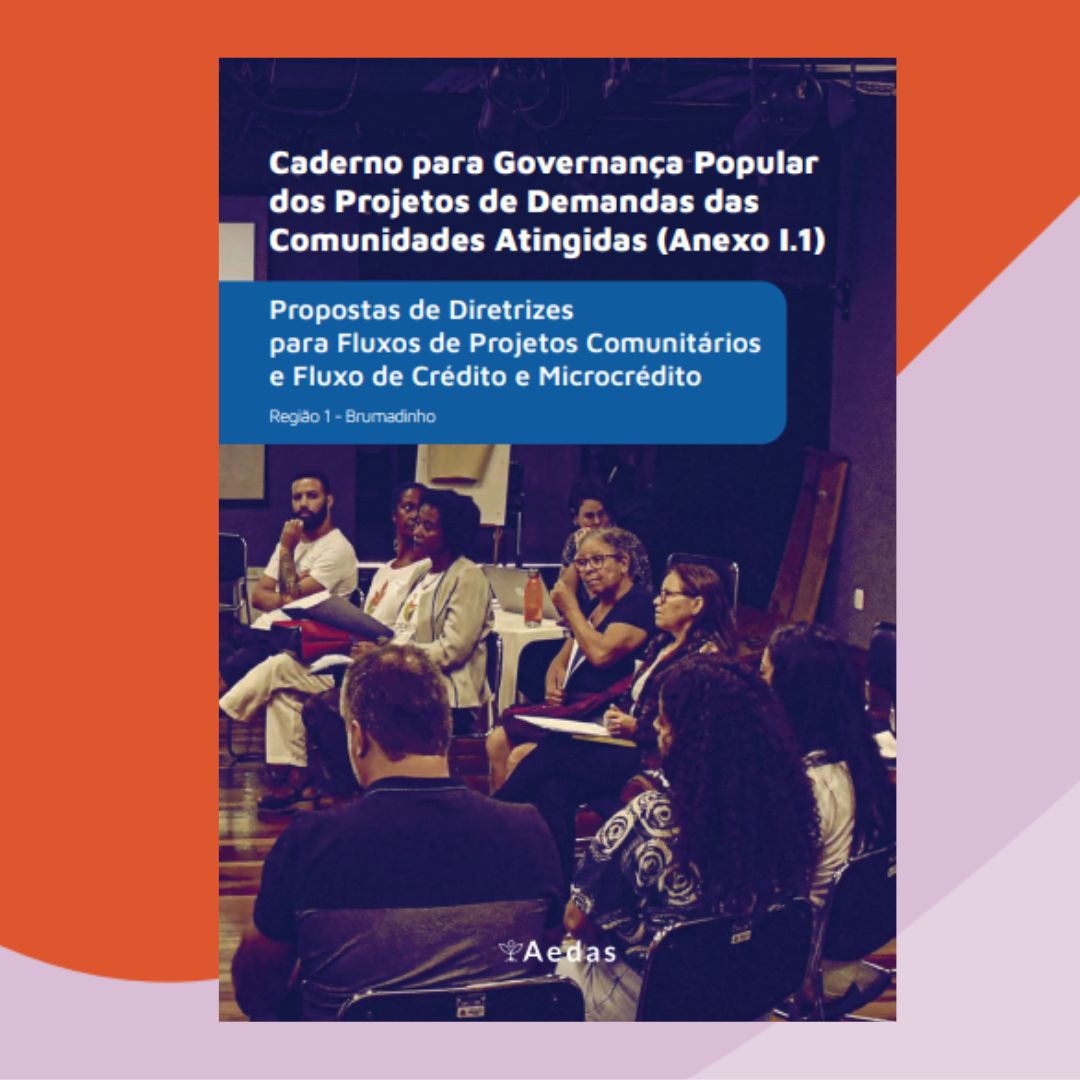 Caderno para Governança Popular
dos Projetos de Demandas das
Comunidades Atingidas (Anexo I.1)
Propostas de Diretrizes
para Fluxos de Projetos Comunitários
e Fluxo de Crédito e Microcrédito
Região 1 - Brumadinho
Aedas